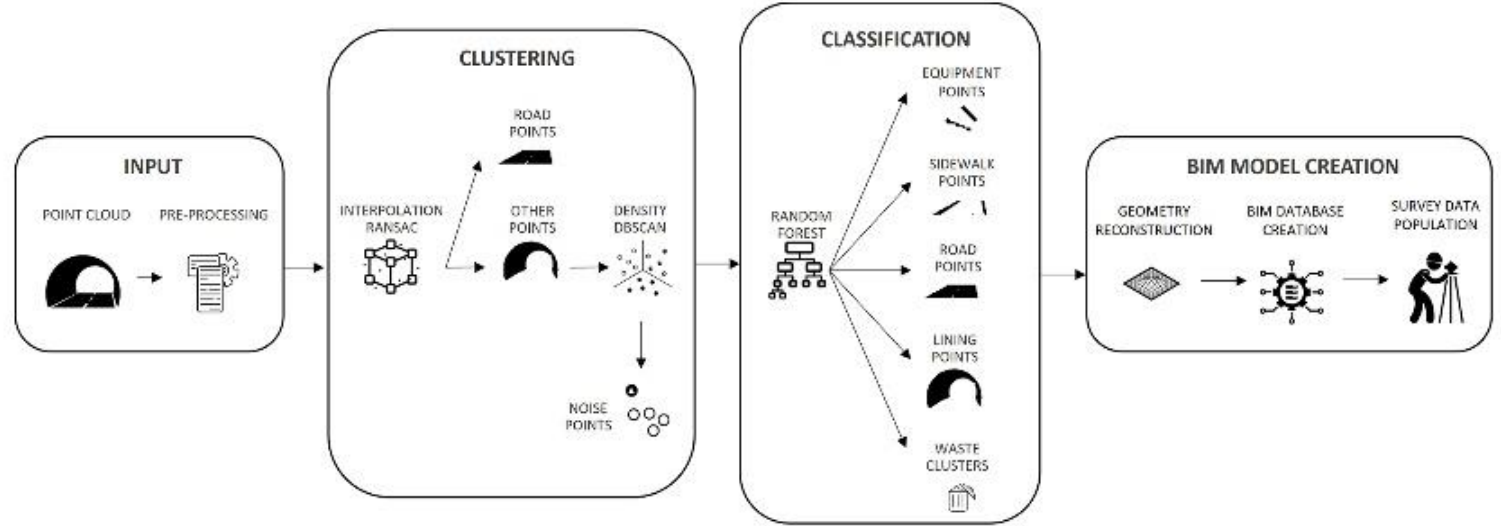 INPUT
POINT CLOUD
PRE-PROCESSING
CLUSTERING
ROAD
POINTS
INTERPOLATION
RANSAC
OTHER
POINTS
DENSITY
DBSCAN
NOISE
POINTS
CLASSIFICATION
EQUIPMENT
POINTS
SIDEWALK
POINTS
RANDOM
FOREST
ROAD
POINTS
LINING
POINTS
WASTE
CLUSTERS
BIM MODEL CREATION
GEOMETRY
RECONSTRUCTION
BIM DATABASE
CREATION
SURVEY DATA
POPULATION